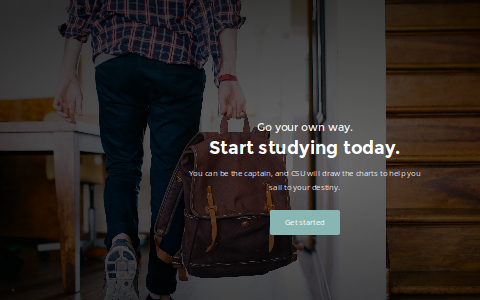 Go your own way.
Start studying today.
You can be the captain, and CSU will draw the charts to help you
sail to your destiny.
Get started